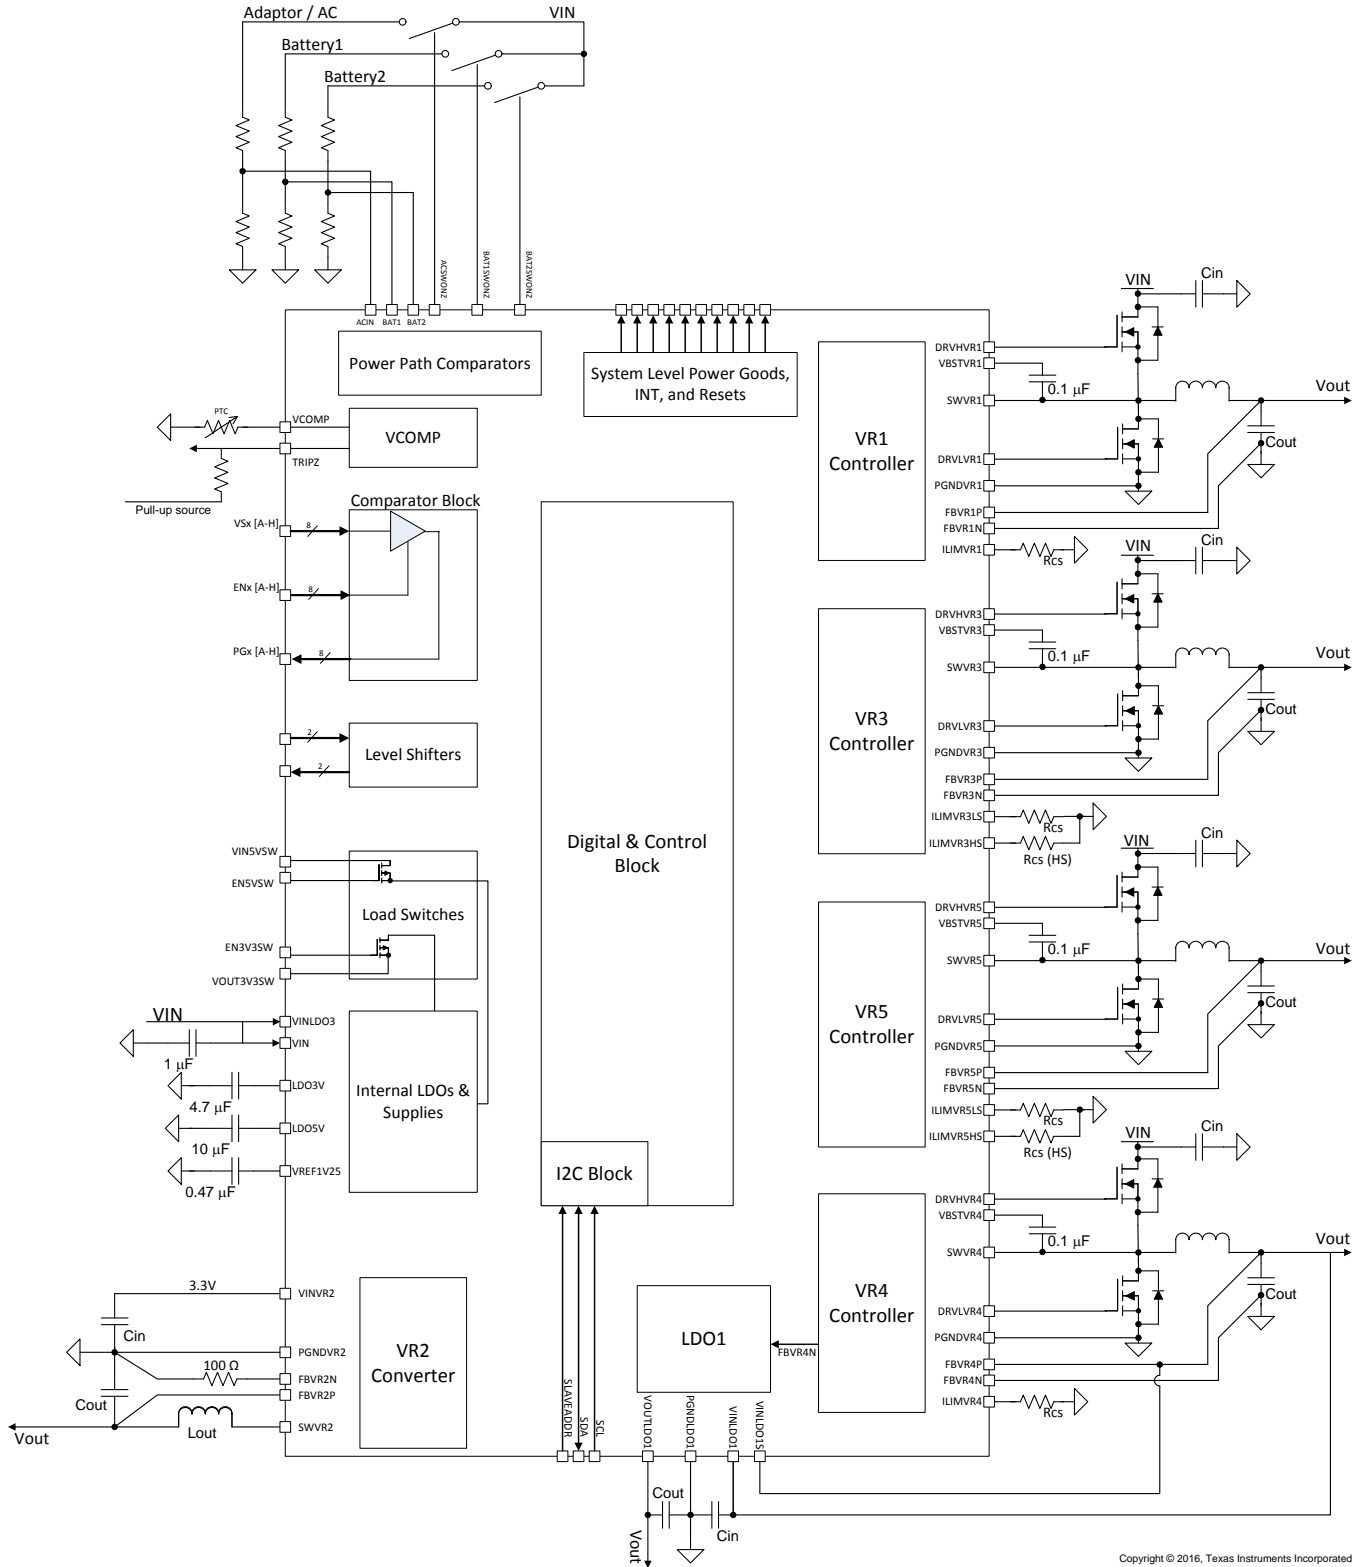 Adaptor / AC
VIN
Battery1
Battery2
ACSWONZ
BAT1SWONZ
BAT2SWONZ
ACIN
BAT1
BAT2
Power Path Comparators
System Level Power Goods,
INT, and Resets
PTC
VCOMP
TRIPZ
Pull-up source
VCOMP
Comparator Block
VSx [A-H]
8
ENx [A-H]
8
PGx [A-H]
8
2
2
Level Shifters
VIN5VSW
EN5VSW
Load Switches
EN3V3SW
VOUT3V3SW
VIN
VINLDO3
VIN
1 µF
LDO3V
4.7 µF
LDO5V
10 µF
VREF1V25
0.47 µF
Internal LDOs &
Supplies
Digital & Control
Block
I2C Block
SLAVEADDR
SDA
SCL
3.3V
VINVR2
Cin
PGNDVR2
100 Ω
FBVR2N
FBVR2P
Cout
SWVR2
Vout
Lout
VR2
Converter
LDO1
FBVR4N
VOUTLDO1
PGNDLDO1
VINLDO1
VINLDO1S
Cout
Cin
Vout
VR1
Controller
DRVHVR1
VBSTVR1
SWVR1
DRVLVR1
PGNDVR1
FBVR1P
FBVR1N
ILIMVR1
VIN
Cin
0.1 µF
Vout
Cout
Rcs
VR3
Controller
DRVHVR3
VBSTVR3
SWVR3
DRVLVR3
PGNDVR3
FBVR3P
FBVR3N
ILIMVR3LS
ILIMVR3HS
VIN
Cin
0.1 µF
Vout
Cout
Rcs
Rcs (HS)
VR5
Controller
DRVHVR5
VBSTVR5
SWVR5
DRVLVR5
PGNDVR5
FBVR5P
FBVR5N
ILIMVR5LS
ILIMVR5HS
VIN
Cin
0.1 µF
Vout
Cout
Rcs
Rcs (HS)
VR4
Controller
DRVHVR4
VBSTVR4
SWVR4
DRVLVR4
PGNDVR4
FBVR4P
FBVR4N
ILIMVR4
VIN
Cin
0.1 µF
Vout
Cout
Rcs
Copyright © 2016, Texas Instruments Incorporated